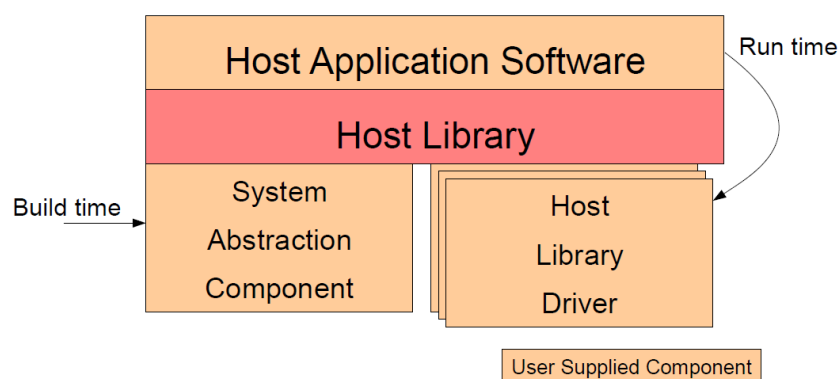 Host Application Software
Run time
Host Library
Build time
System
Abstraction
Component
Host
Library
Driver
User Supplied Component